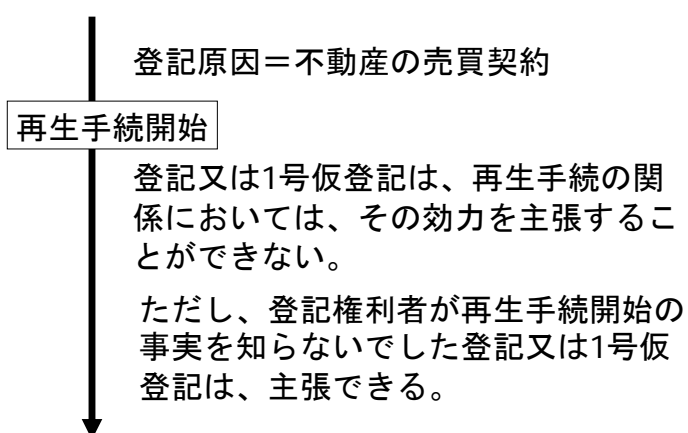 登記原因＝不動産の売買契約
再生手続開始
登記又は1号仮登記は、再生手続の関
係においては、その効力を主張するこ
とができない。
ただし、登記権利者が再生手続開始の
事実を知らないでした登記又は1号仮
登記は、主張できる。